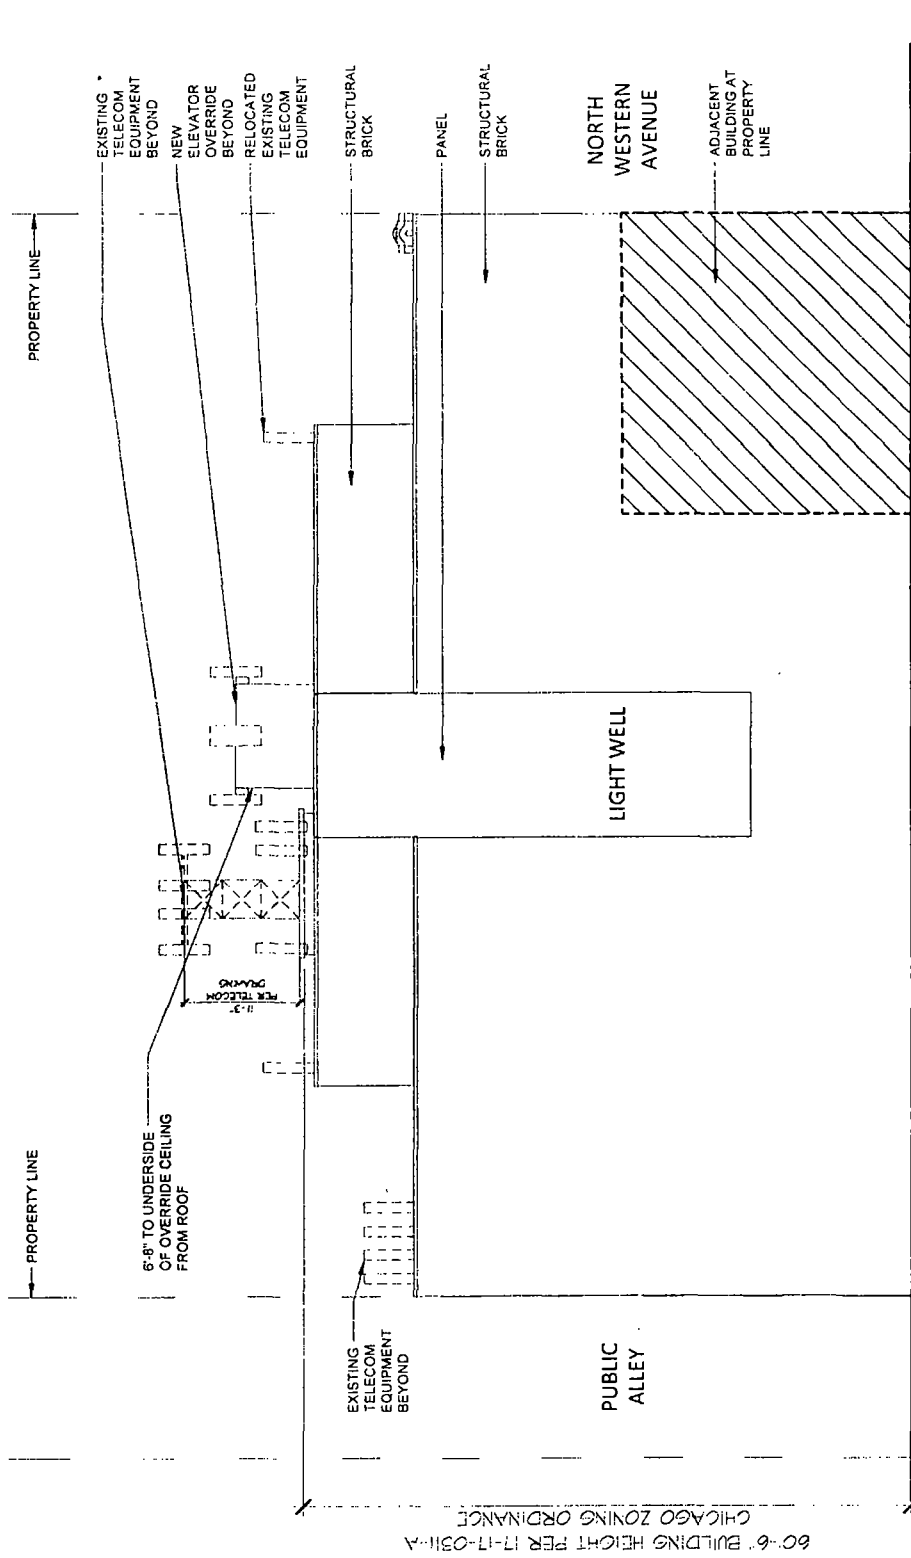 PROPERTY LINE
PROPERTY LINE
EXISTING
TELECOM
EQUIPMENT
BEYOND
NEW
ELEVATOR
OVERRIDE
BEYOND
RELOCATED
EXISTING
TELECOM
EQUIPMENT
STRUCTURAL
BRICK
PANEL
STRUCTURAL
BRICK
NORTH
WESTERN
AVENUE
ADJACENT
BUILDING AT
PROPERTY
LINE
6'-8" TO UNDERSIDE
OF OVERRIDE CEILING
FROM ROOF
11'-3"
PER TELECOM
DRAWING
LIGHT WELL
EXISTING
TELECOM
EQUIPMENT
BEYOND
PUBLIC
ALLEY
60'-6" BUILDING HEIGHT PER 17-17-0311-A
CHICAGO ZONING ORDINANCE